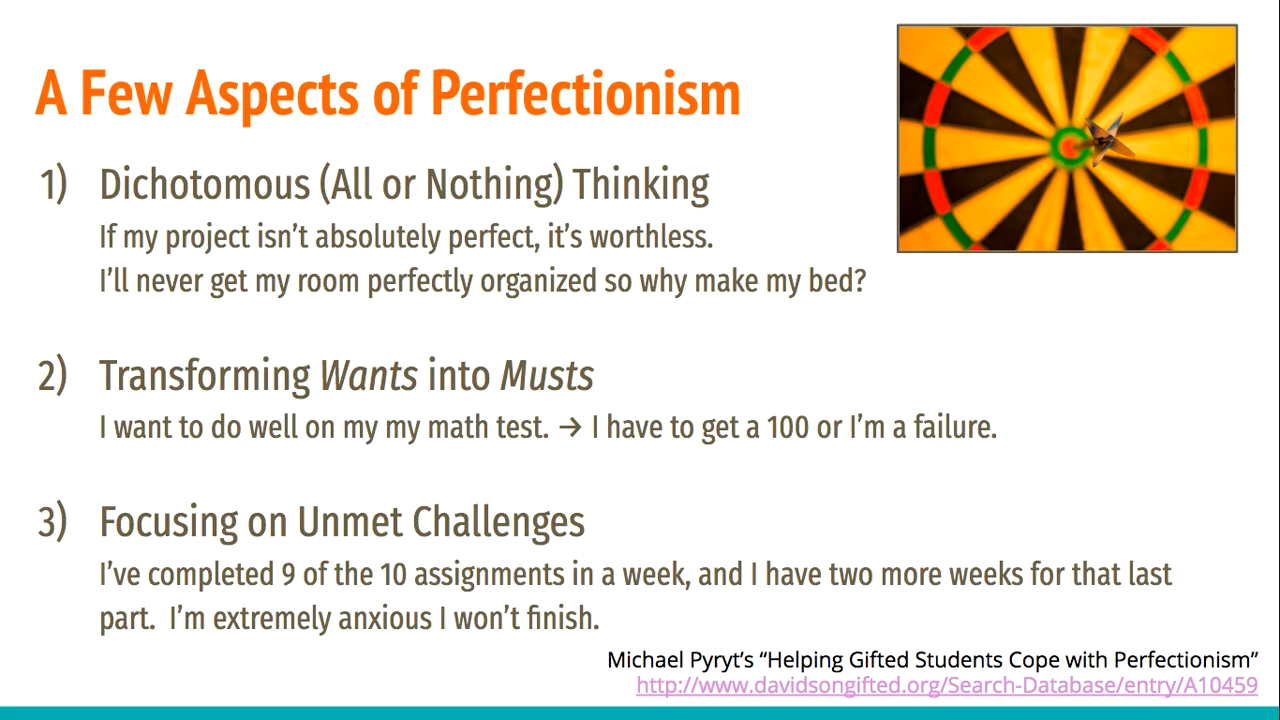 A Few Aspects of Perfectionism
1) Dichotomous (All or Nothing) Thinking
If my project isn’t absolutely perfect, it’s worthless.
I’ll never get my room perfectly organized so why make my bed?
2) Transforming Wants into Musts
I want to do well on my my math test. → I have to get a 100 or I’m a failure.
3) Focusing on Unmet Challenges
I’ve completed 9 of the 10 assignments in a week, and I have two more weeks for that last
part.  I’m extremely anxious I won’t finish.
Michael Pyryt’s “Helping Gifted Students Cope with Perfectionism”
http://www.davidsongifted.org/Search-Database/entry/A10459